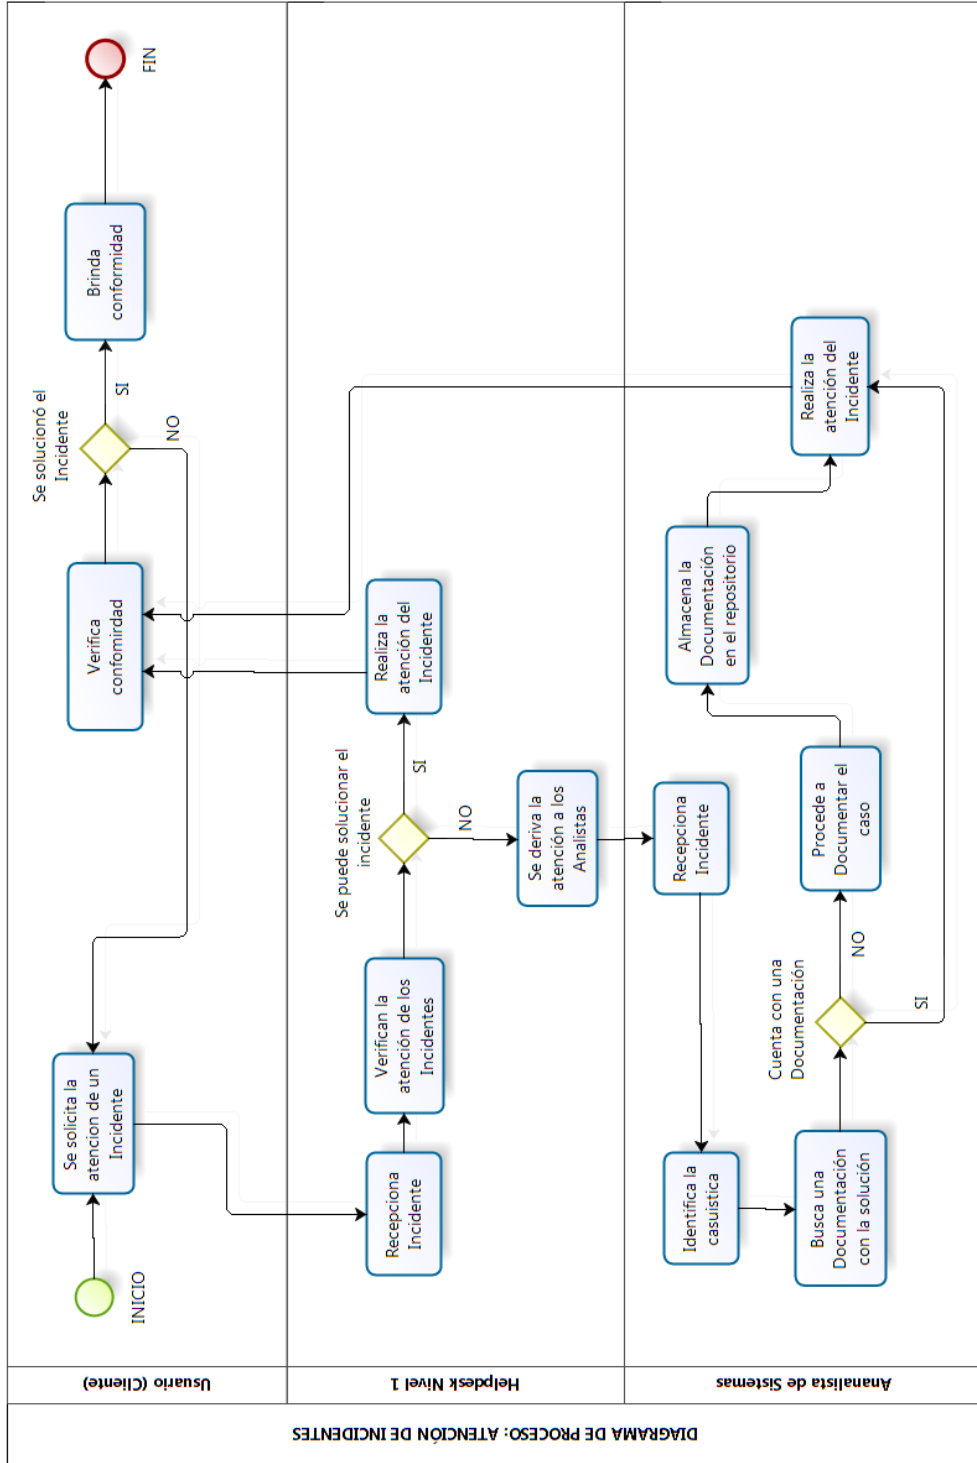 DIAGRAMA DE PROCESO: ATENCIÓN DE INCIDENTES
Usuario (Cliente)
INICIO
Se solicita la
atencion de un
Incidente
Verifica
confomirdad
Se solucionó el
Incidente
SI
NO
Brinda
conformidad
FIN
Helpdesk Nivel 1
Recepciona
Incidente
Verifican la
atención de los
Incidentes
Se puede solucionar el
incidente
SI
NO
Realiza la
atención del
Incidente
Se deriva la
atención a los
Analistas
Ananalista de Sistemas
Recepciona
Incidente
Identifica la
casuistica
Busca una
Documentación
con la solución
Cuenta con una
Documentación
NO
SI
Procede a
Documentar el
caso
Almacena la
Documentación
en el repositorio
Realiza la
atención del
Incidente